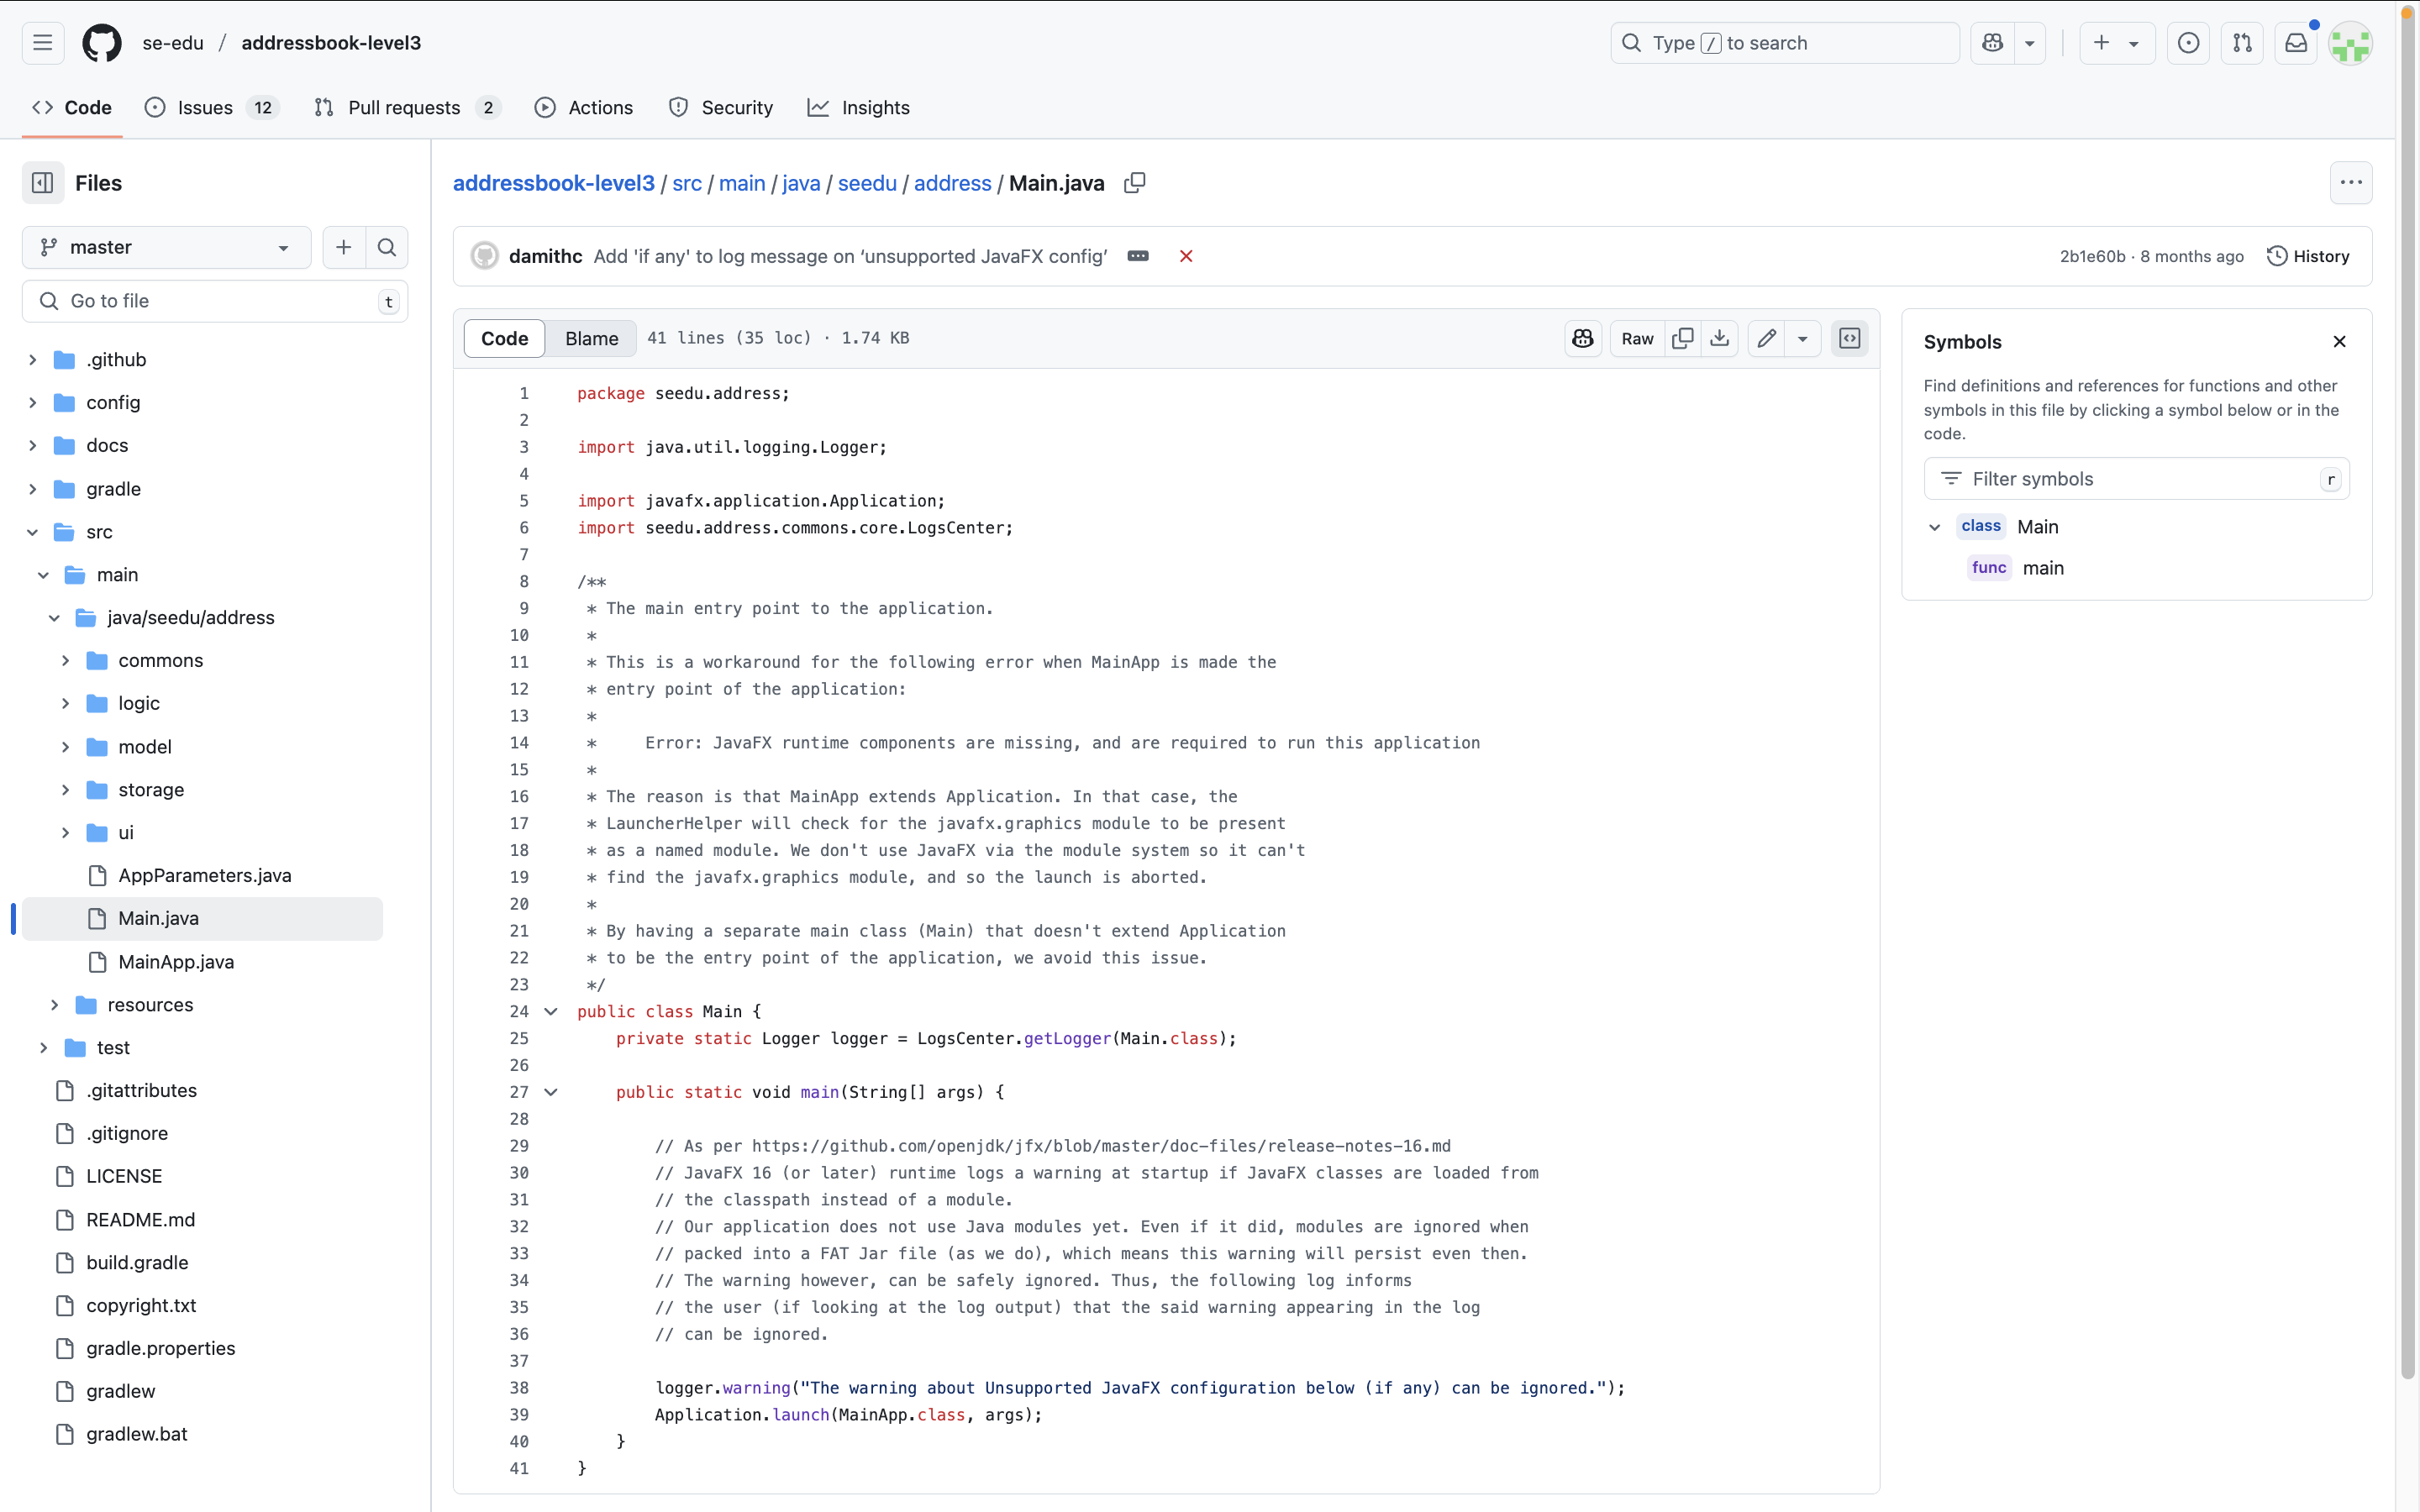 se-edu / addressbook-level3
Type / to search
Code
Issues 12
Pull requests 2
Actions
Security
Insights
Files
master
Go to file t
.github
config
docs
gradle
src
main
java/seedu/address
commons
logic
model
storage
ui
AppParameters.java
Main.java
MainApp.java
resources
test
.gitattributes
.gitignore
LICENSE
README.md
build.gradle
copyright.txt
gradle.properties
gradlew
gradlew.bat
addressbook-level3 / src / main / java / seedu / address / Main.java
damithc Add 'if any' to log message on ‘unsupported JavaFX config’
2b1e60b · 8 months ago History
Code Blame 41 lines (35 loc) · 1.74 KB Raw
1 package seedu.address;
2
3 import java.util.logging.Logger;
4
5 import javafx.application.Application;
6 import seedu.address.commons.core.LogsCenter;
7
8 /**
9 * The main entry point to the application.
10 *
11 * This is a workaround for the following error when MainApp is made the
12 * entry point of the application:
13 *
14 *     Error: JavaFX runtime components are missing, and are required to run this application
15 *
16 * The reason is that MainApp extends Application. In that case, the
17 * LauncherHelper will check for the javafx.graphics module to be present
18 * as a named module. We don't use JavaFX via the module system so it can't
19 * find the javafx.graphics module, and so the launch is aborted.
20 *
21 * By having a separate main class (Main) that doesn't extend Application
22 * to be the entry point of the application, we avoid this issue.
23 */
24 public class Main {
25     private static Logger logger = LogsCenter.getLogger(Main.class);
26
27     public static void main(String[] args) {
28
29         // As per https://github.com/openjdk/jfx/blob/master/doc-files/release-notes-16.md
30         // JavaFX 16 (or later) runtime logs a warning at startup if JavaFX classes are loaded from
31         // the classpath instead of a module.
32         // Our application does not use Java modules yet. Even if it did, modules are ignored when
33         // packed into a FAT Jar file (as we do), which means this warning will persist even then.
34         // The warning however, can be safely ignored. Thus, the following log informs
35         // the user (if looking at the log output) that the said warning appearing in the log
36         // can be ignored.
37
38         logger.warning("The warning about Unsupported JavaFX configuration below (if any) can be ignored.");
39         Application.launch(MainApp.class, args);
40     }
41 }
Symbols
Find definitions and references for functions and other
symbols in this file by clicking a symbol below or in the
code.
Filter symbols r
class Main
func main